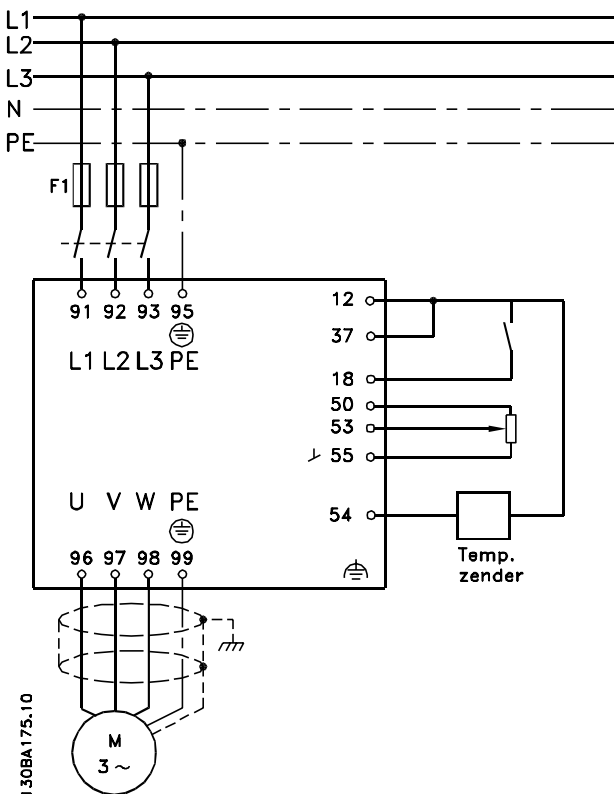 L1
L2
L3
N
PE
F1
91 92 93 95
L1 L2 L3 PE
12
37
18
50
53
55
54
U V W PE
96 97 98 99
Temp.
zender
M
3 ~
130BA175.10